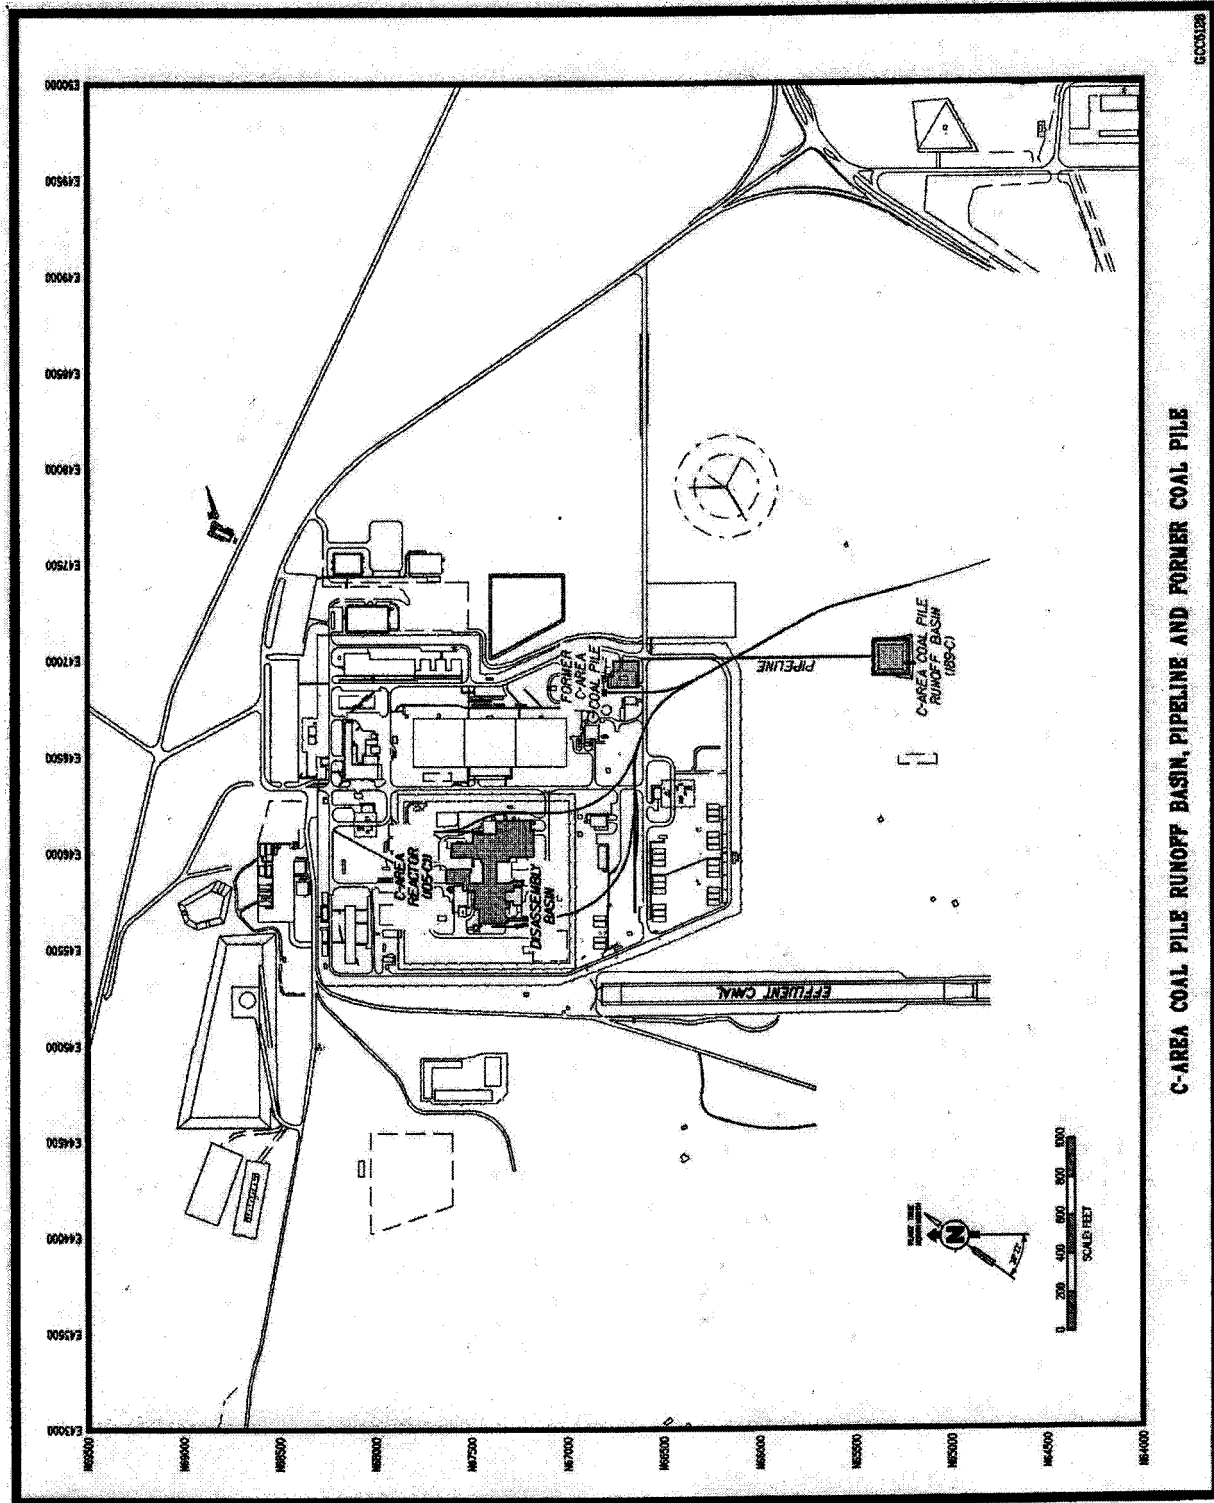 GCC5128
E50000
E49500
E49000
E48500
E48000
E47500
E47000
E46500
E46000
E45500
E45000
E44500
E44000
E43500
E43000
N69500
N69000
N68500
N68000
N67500
N67000
N66500
N66000
N65500
N65000
N64500
N64000
FORMER
C-AREA
COAL PILE
PIPELINE
C-AREA COAL PILE
RUNOFF BASIN
(189-C)
C-AREA
REACTOR
(105-C)
DISASSEMBLY
BASIN
EFFLUENT CANAL
N
0 200 400 600 800 1000
SCALE: FEET
C-AREA COAL PILE RUNOFF BASIN, PIPELINE AND FORMER COAL PILE